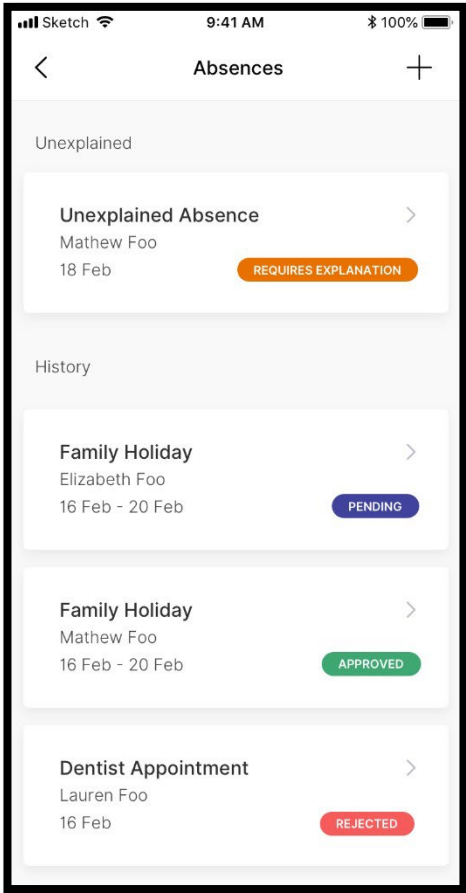 Sketch 9:41 AM 100%
Absences
Unexplained
Unexplained Absence
Mathew Foo
18 Feb REQUIRES EXPLANATION
History
Family Holiday
Elizabeth Foo
16 Feb - 20 Feb PENDING
Family Holiday
Mathew Foo
16 Feb - 20 Feb APPROVED
Dentist Appointment
Lauren Foo
16 Feb REJECTED